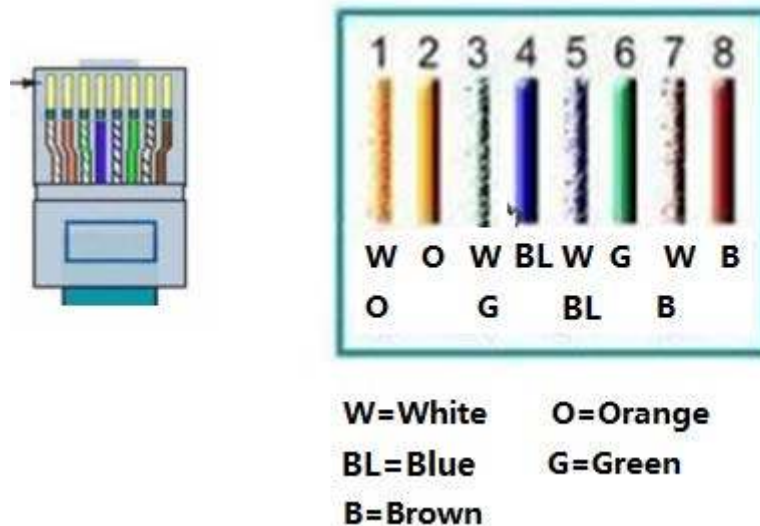 1 2 3 4 5 6 7 8
W O W BL W G W B
O G BL B
W=White O=Orange
BL=Blue G=Green
B=Brown